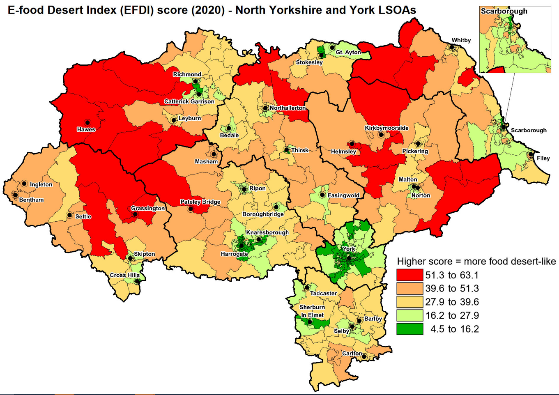 E-food Desert Index (EFDI) score (2020) - North Yorkshire and York LSOAs
Scarborough
Whitby
Gt. Ayton
Stokesley
Richmond
Catterick Garrison
Northallerton
Leyburn
Hawes
Bedale
Kirkbymoorside
Scarborough
Thirsk
Helmsley
Pickering
Masham
Filey
Malton
Ingleton
Ripon
Norton
Bentham
Easingwold
Pateley Bridge
Grassington
Settle
Boroughbridge
Knaresborough
York
Skipton
Harrogate
Higher score = more food desert-like
51.3 to 63.1
Cross Hills
39.6 to 51.3
27.9 to 39.6
Tadcaster
16.2 to 27.9
Sherburn
in Elmet
Barlby
4.5 to 16.2
Selby
Carlton